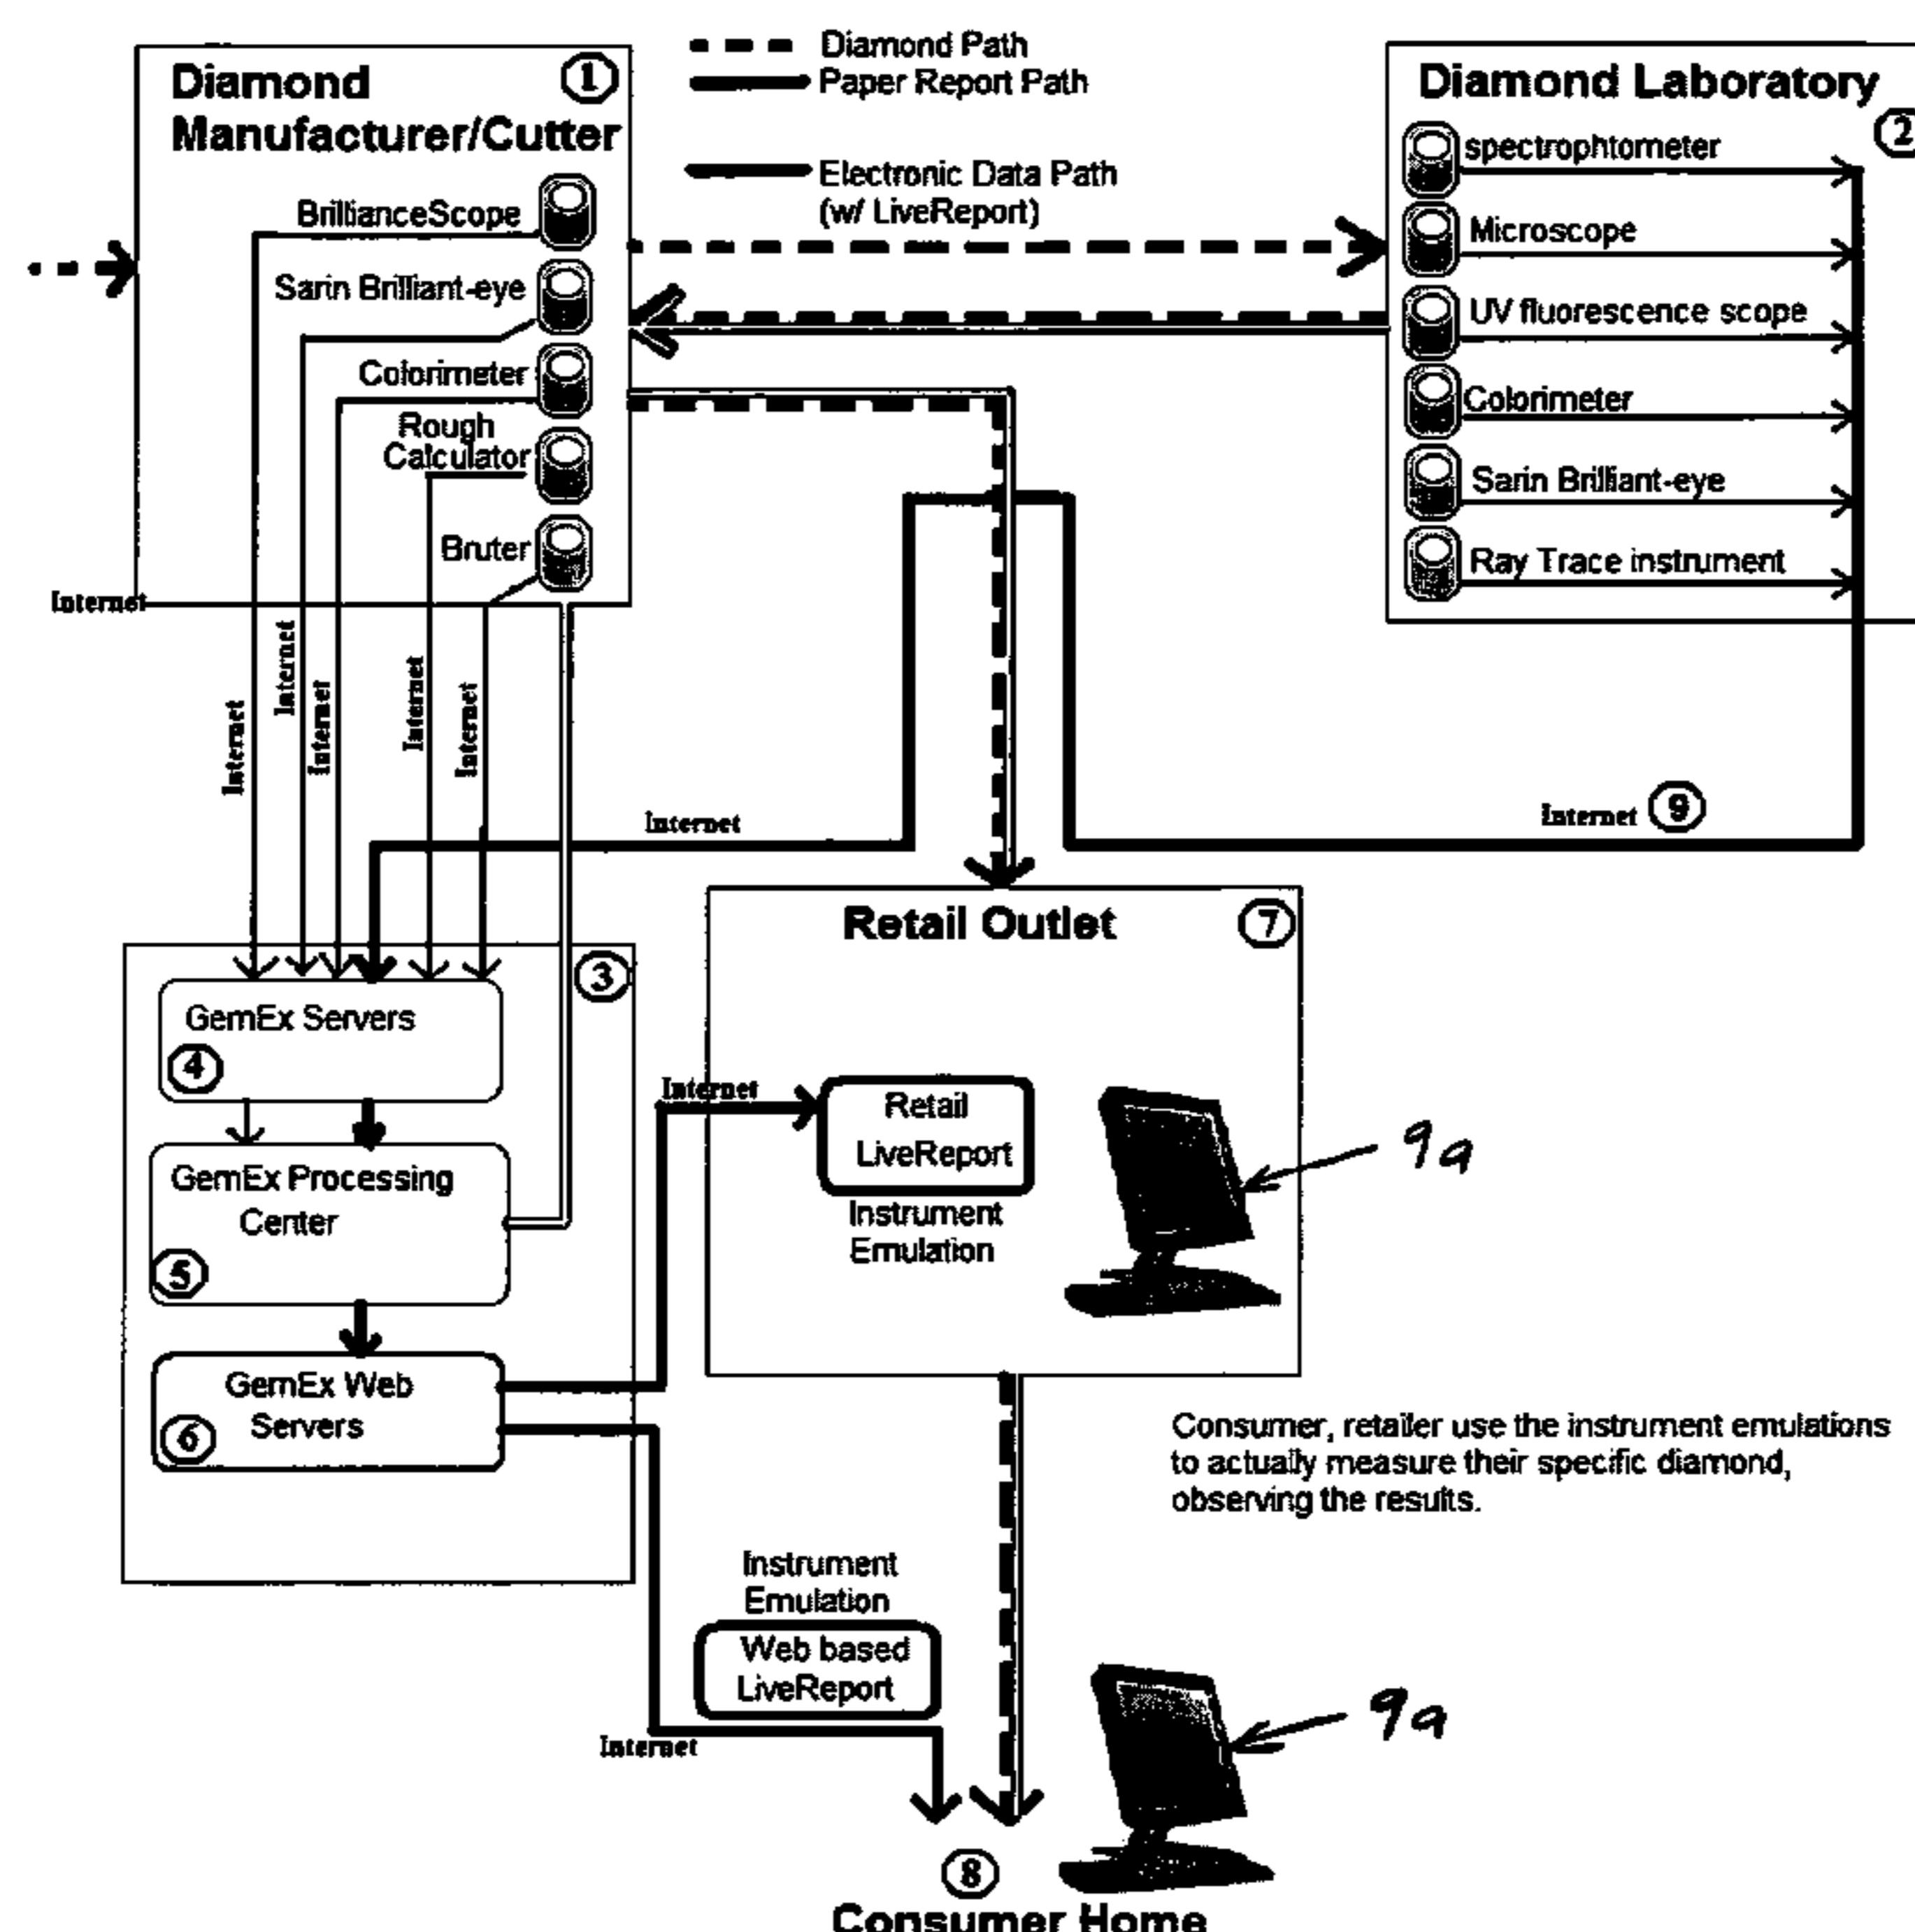 Diamond Path
Paper Report Path
Electronic Data Path
(w/ LiveReport)
Diamond
Manufacturer/Cutter
1
BrillianceScope
Sarin Brilliant-eye
Colorimeter
Rough
Calculator
Bruter
Diamond Laboratory
2
spectrophtometer
Microscope
UV fluorescence scope
Colorimeter
Sarin Brilliant-eye
Ray Trace instrument
Internet
Internet
Internet
Internet
Internet
Internet
Internet
Internet 9
3
GemEx Servers
4
GemEx Processing
Center
5
GemEx Web
Servers
6
Retail Outlet
7
Internet
Retail
LiveReport
Instrument
Emulation
9a
Consumer, retailer use the instrument emulations
to actually measure their specific diamond,
observing the results.
Instrument
Emulation
Web based
LiveReport
Internet
9a
8
Consumer Home